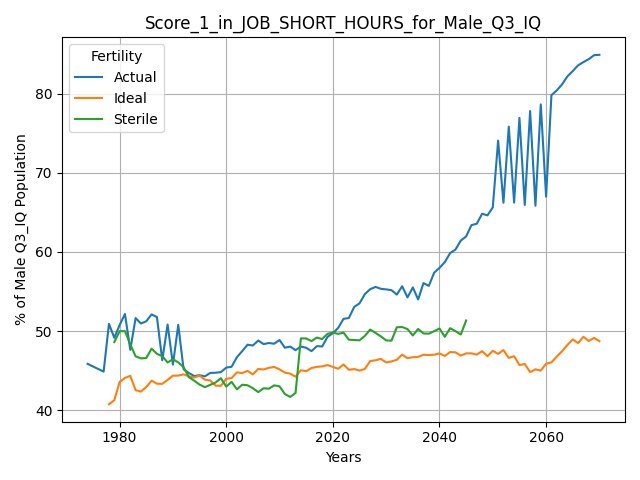 Score_1_in_JOB_SHORT_HOURS_for_Male_Q3_IQ
Fertility
Actual
Ideal
Sterile
% of Male Q3_IQ Population
80
70
60
50
40
1980
2000
2020
2040
2060
Years